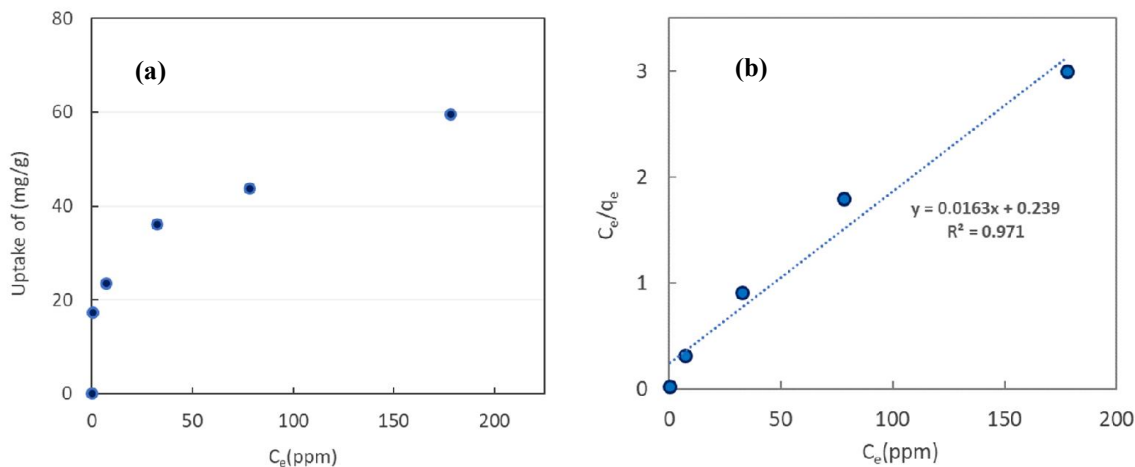 (a)
Uptake of (mg/g)
80
60
40
20
0
0 50 100 150 200
Cₑ(ppm)
(b)
Cₑ/qₑ
3
2
1
0
y = 0.0163x + 0.239
R² = 0.971
0 50 100 150 200
Cₑ(ppm)